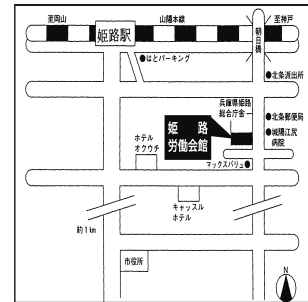 至岡山
山陽本線
至神戸
姫路駅
朝日橋
●はとパーキング
●北条派出所
兵庫県姫路
総合庁舎
●北条郵便局
姫路
労働会館
●城陽江尻
病院
ホテル
オクウチ
マックスバリュ●
キャッスル
ホテル
約1km
市役所
N